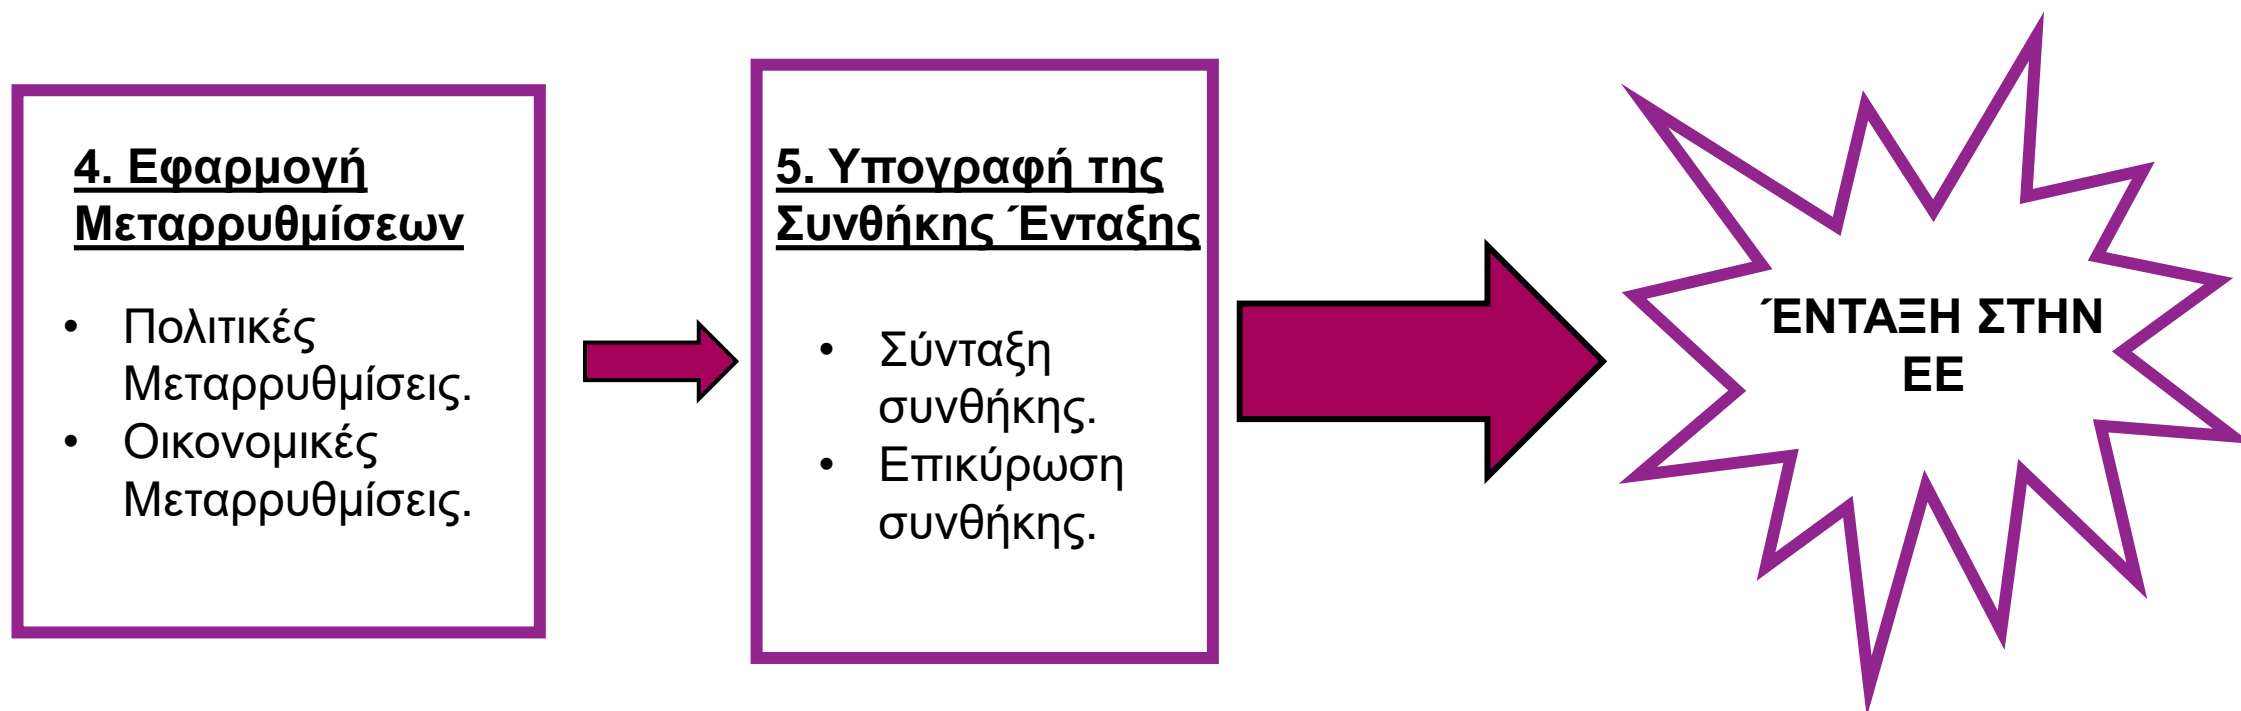 4. Εφαρμογή
Μεταρρυθμίσεων
• Πολιτικές
Μεταρρυθμίσεις.
• Οικονομικές
Μεταρρυθμίσεις.
5. Υπογραφή της
Συνθήκης Ένταξης
• Σύνταξη
συνθήκης.
• Επικύρωση
συνθήκης.
ΈΝΤΑΞΗ ΣΤΗΝ
ΕΕ